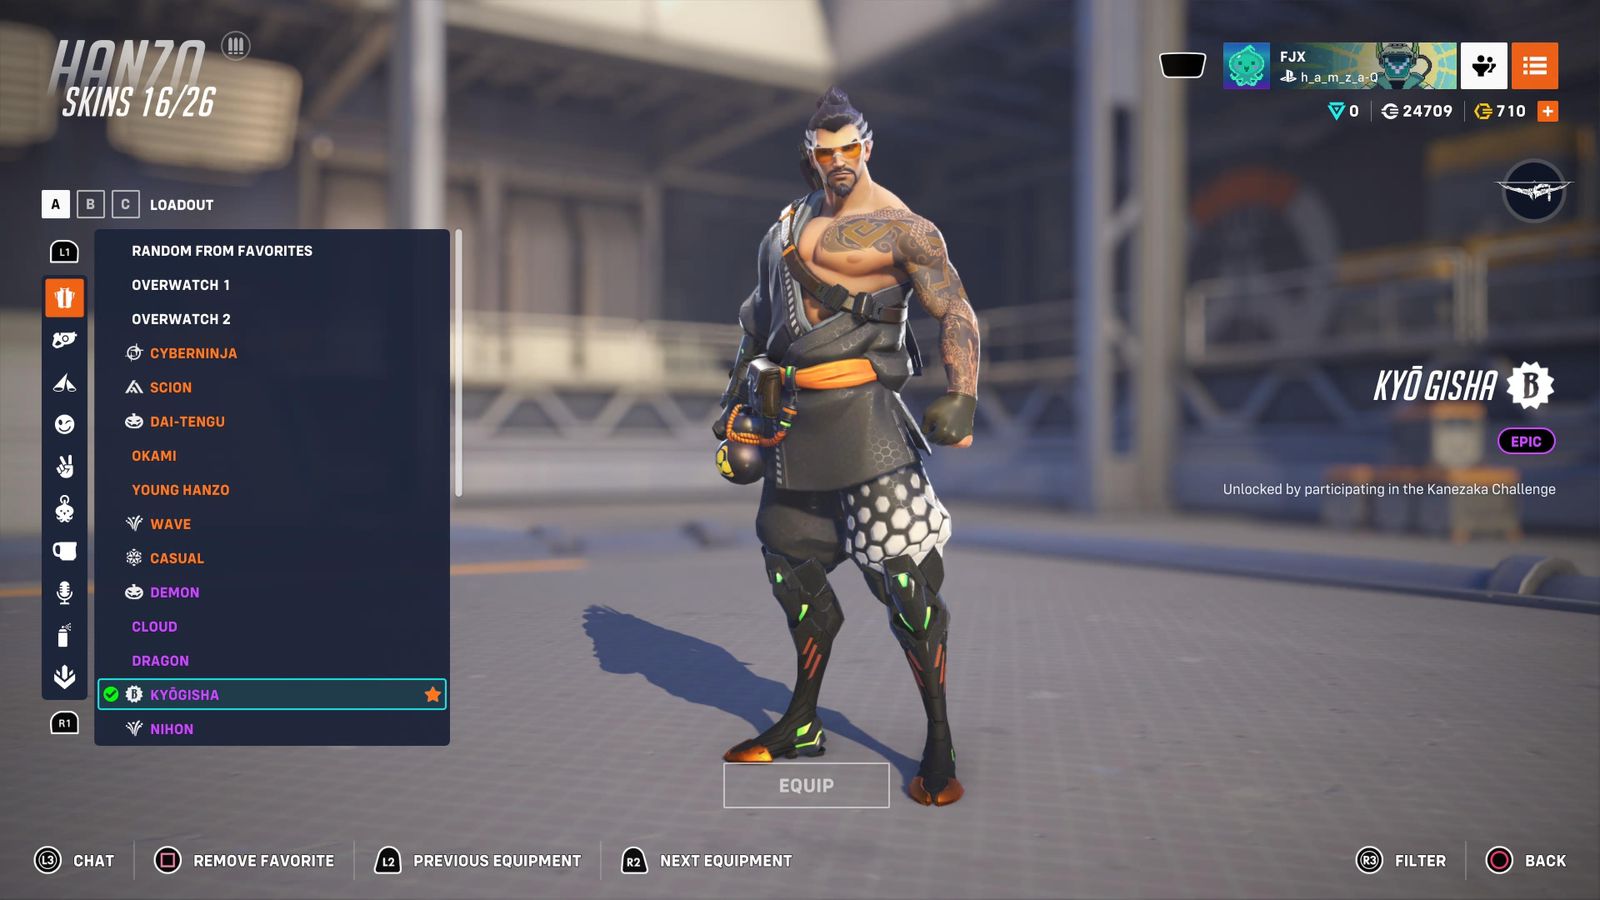 HANZO
SKINS 16/26
FJX
h_a_m_z_a-Q
0
24709
710
A
B
C
LOADOUT
L1
RANDOM FROM FAVORITES
OVERWATCH 1
OVERWATCH 2
CYBERNINJA
SCION
DAI-TENGU
OKAMI
YOUNG HANZO
WAVE
CASUAL
DEMON
CLOUD
DRAGON
B KYŌGISHA
NIHON
R1
KYŌGISHA B
EPIC
Unlocked by participating in the Kanezaka Challenge
EQUIP
L3 CHAT
REMOVE FAVORITE
L2 PREVIOUS EQUIPMENT
R2 NEXT EQUIPMENT
R3 FILTER
BACK